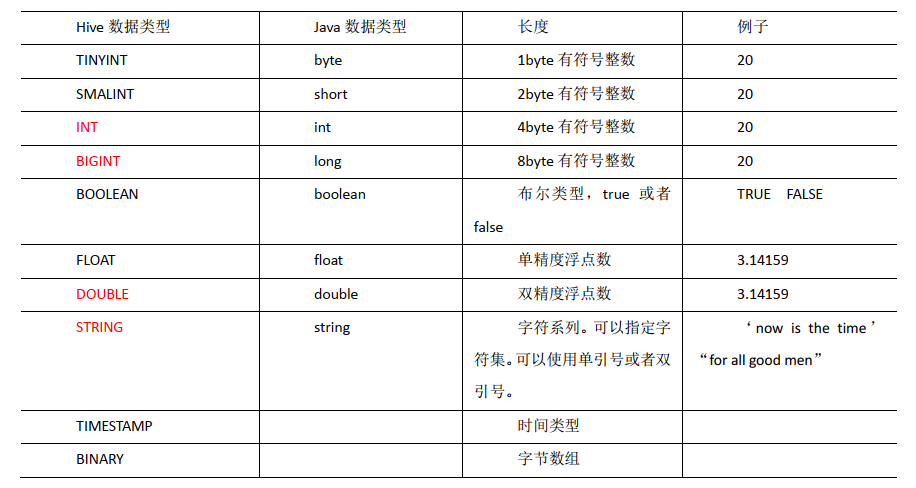 Hive 数据类型 Java 数据类型 长度 例子
TINYINT byte 1byte 有符号整数 20
SMALINT short 2byte 有符号整数 20
INT int 4byte 有符号整数 20
BIGINT long 8byte 有符号整数 20
BOOLEAN boolean 布尔类型，true 或者 TRUE FALSE
false
FLOAT float 单精度浮点数 3.14159
DOUBLE double 双精度浮点数 3.14159
STRING string 字符系列。可以指定字 ‘now is the time’
符集。可以使用单引号或者双 “for all good men”
引号。
TIMESTAMP 时间类型
BINARY 字节数组